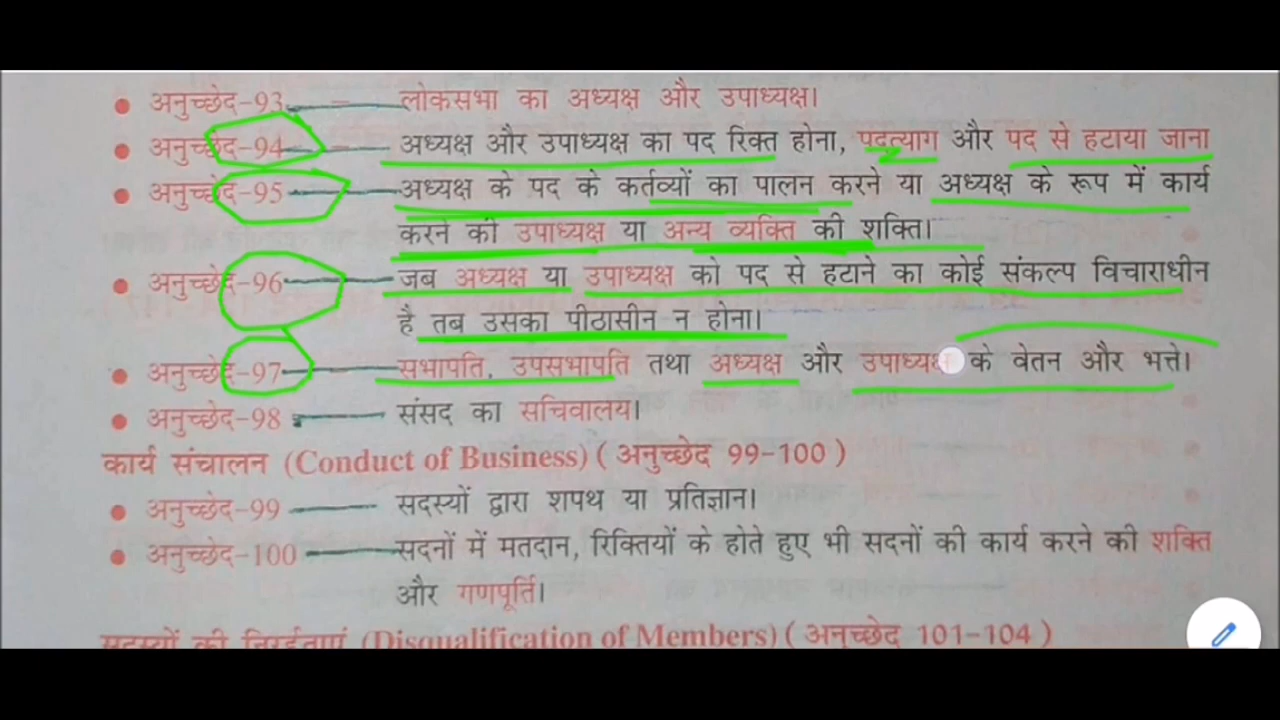 अनुच्छेद-93 लोकसभा का अध्यक्ष और उपाध्यक्ष।
अनुच्छेद-94 अध्यक्ष और उपाध्यक्ष का पद रिक्त होना, पदत्याग और पद से हटाया जाना
अनुच्छेद-95 अध्यक्ष के पद के कर्तव्यों का पालन करने या अध्यक्ष के रूप में कार्य
करने की उपाध्यक्ष या अन्य व्यक्ति की शक्ति।
अनुच्छेद-96 जब अध्यक्ष या उपाध्यक्ष को पद से हटाने का कोई संकल्प विचाराधीन
है तब उसका पीठासीन न होना।
अनुच्छेद-97 सभापति, उपसभापति तथा अध्यक्ष और उपाध्यक्ष के वेतन और भत्ते।
अनुच्छेद-98 संसद का सचिवालय।
कार्य संचालन (Conduct of Business) ( अनुच्छेद 99-100 )
अनुच्छेद-99 सदस्यों द्वारा शपथ या प्रतिज्ञान।
अनुच्छेद-100 सदनों में मतदान, रिक्तियों के होते हुए भी सदनों की कार्य करने की शक्ति
और गणपूर्ति।
सदस्यों की निरर्हताएं (Disqualification of Members) ( अनुच्छेद 101-104 )